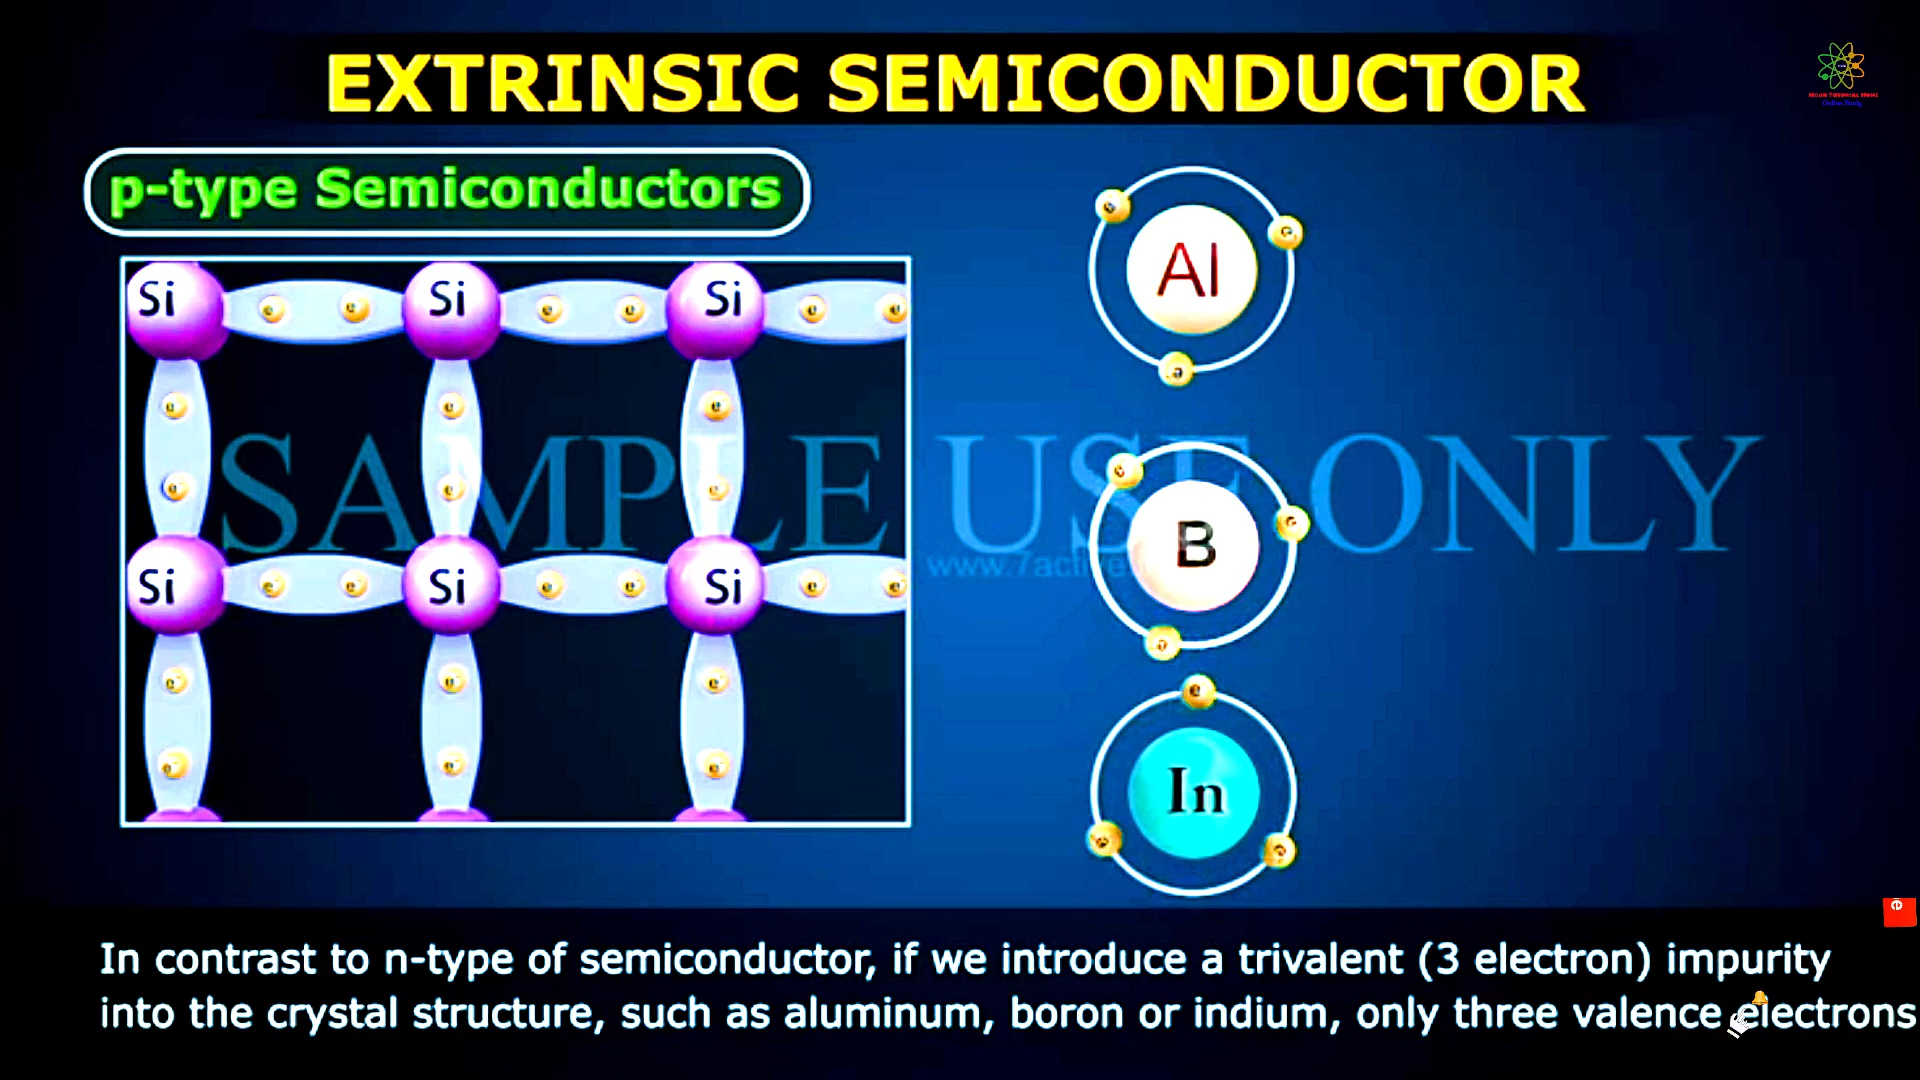 EXTRINSIC SEMICONDUCTOR
p-type Semiconductors
Si Si Si
e e e e e e
e e e
e e e
Si Si Si
e e e e e e
e e e
e e e
Al
e e e
B
e e e
In
e e e
SAMPLE USE ONLY
In contrast to n-type of semiconductor, if we introduce a trivalent (3 electron) impurity
into the crystal structure, such as aluminum, boron or indium, only three valence electrons
Online Study
e